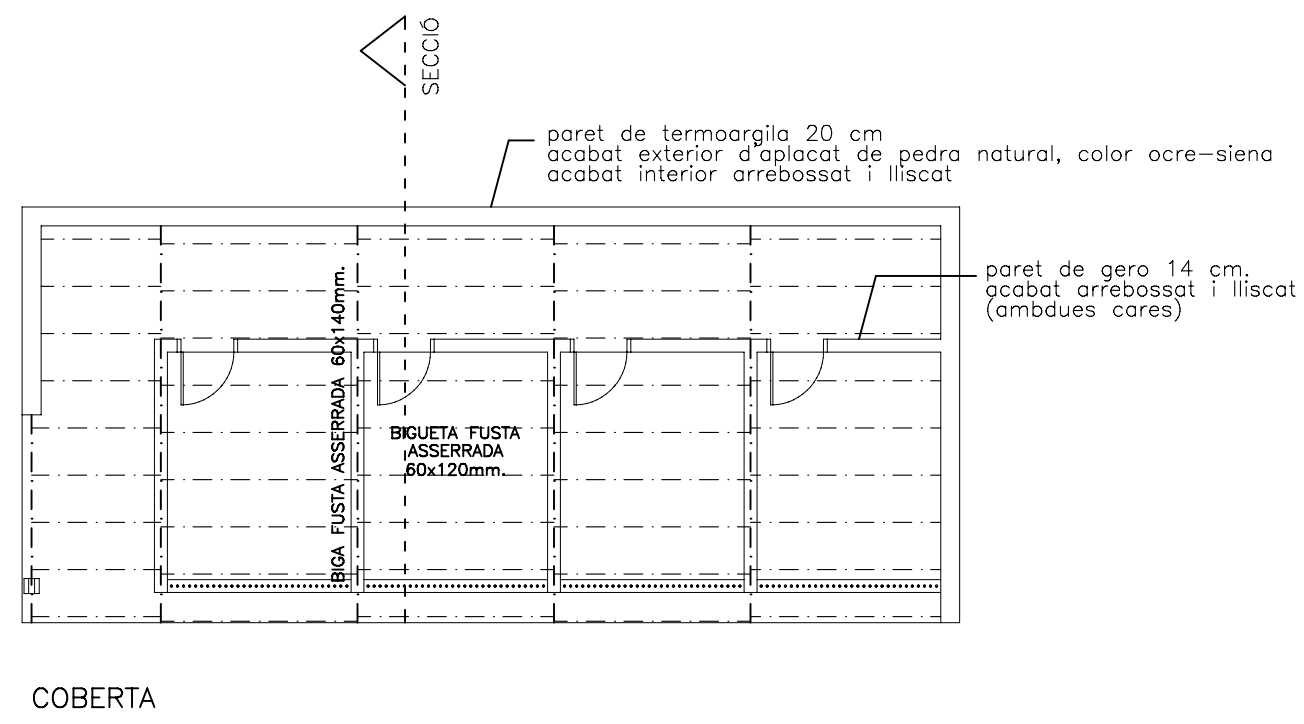 SECCIÓ
paret de termoargila 20 cm
acabat exterior d'aplacat de pedra natural, color ocre-siena
acabat interior arrebossat i lliscat
paret de gero 14 cm.
acabat arrebossat i lliscat
(ambdues cares)
BIGA FUSTA ASSERRADA 60x140mm.
BIGUETA FUSTA
ASSERRADA
60x120mm.
COBERTA